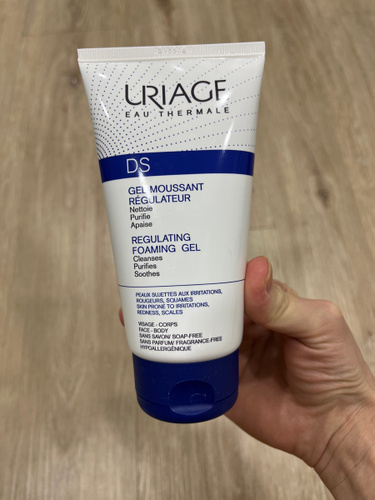 URIAGE
EAU THERMALE
DS
GEL MOUSSANT
RÉGULATEUR
Nettoie
Purifie
Apaise
REGULATING
FOAMING GEL
Cleanses
Purifies
Soothes
PEAUX SUJETTES AUX IRRITATIONS,
ROUGEURS, SQUAMES
SKIN PRONE TO IRRITATIONS,
REDNESS, SCALES
VISAGE - CORPS
FACE - BODY
SANS SAVON/ SOAP-FREE
SANS PARFUM/ FRAGRANCE-FREE
HYPOALLERGÉNIQUE